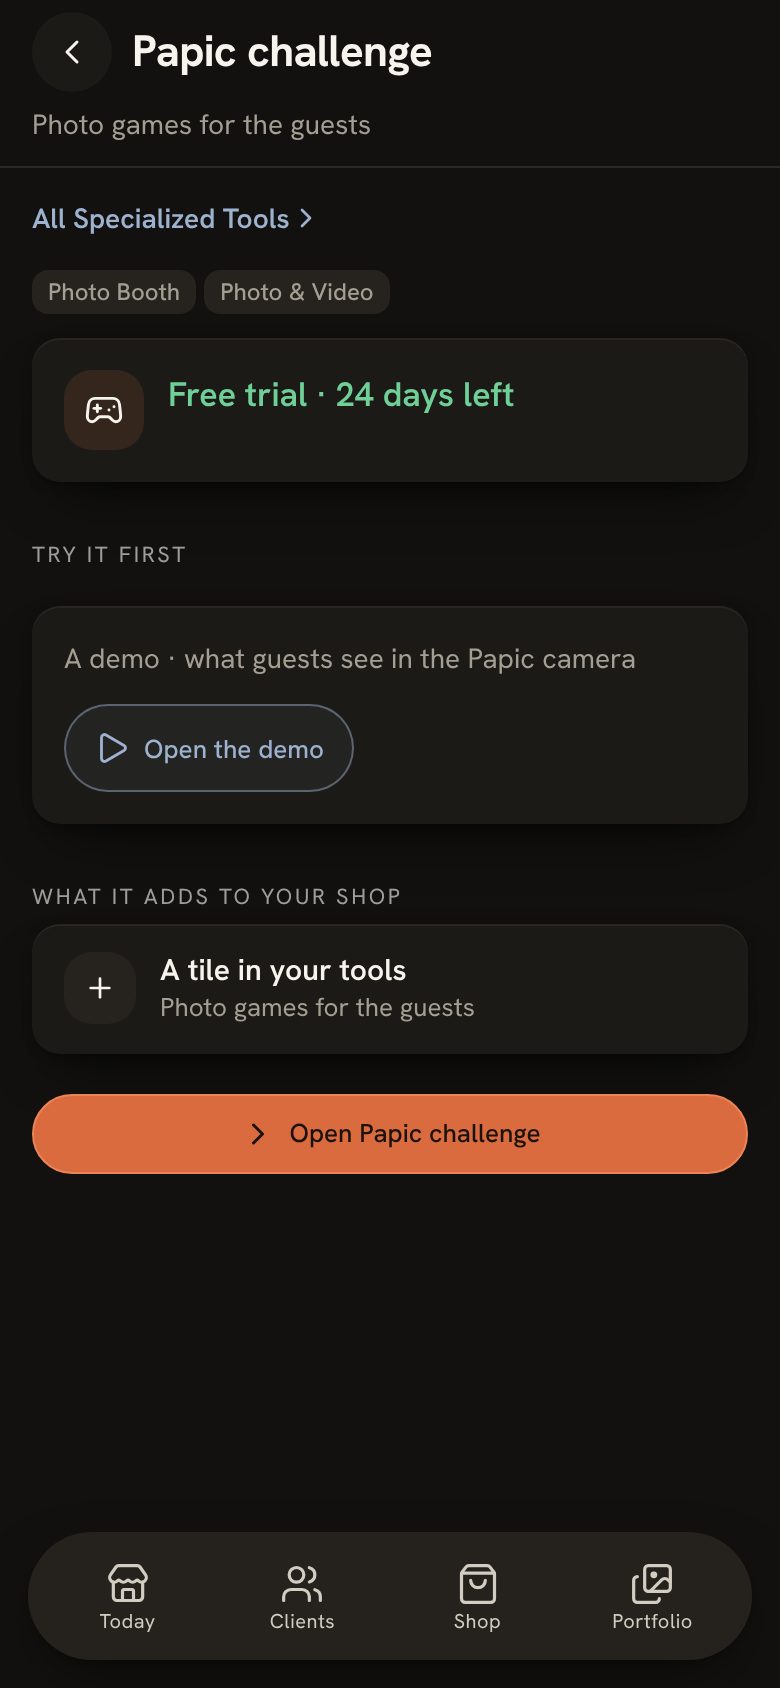 Papic challenge
Photo games for the guests
All Specialized Tools
Photo Booth
Photo & Video
Free trial · 24 days left
TRY IT FIRST
A demo · what guests see in the Papic camera
Open the demo
WHAT IT ADDS TO YOUR SHOP
A tile in your tools
Photo games for the guests
Open Papic challenge
Today
Clients
Shop
Portfolio